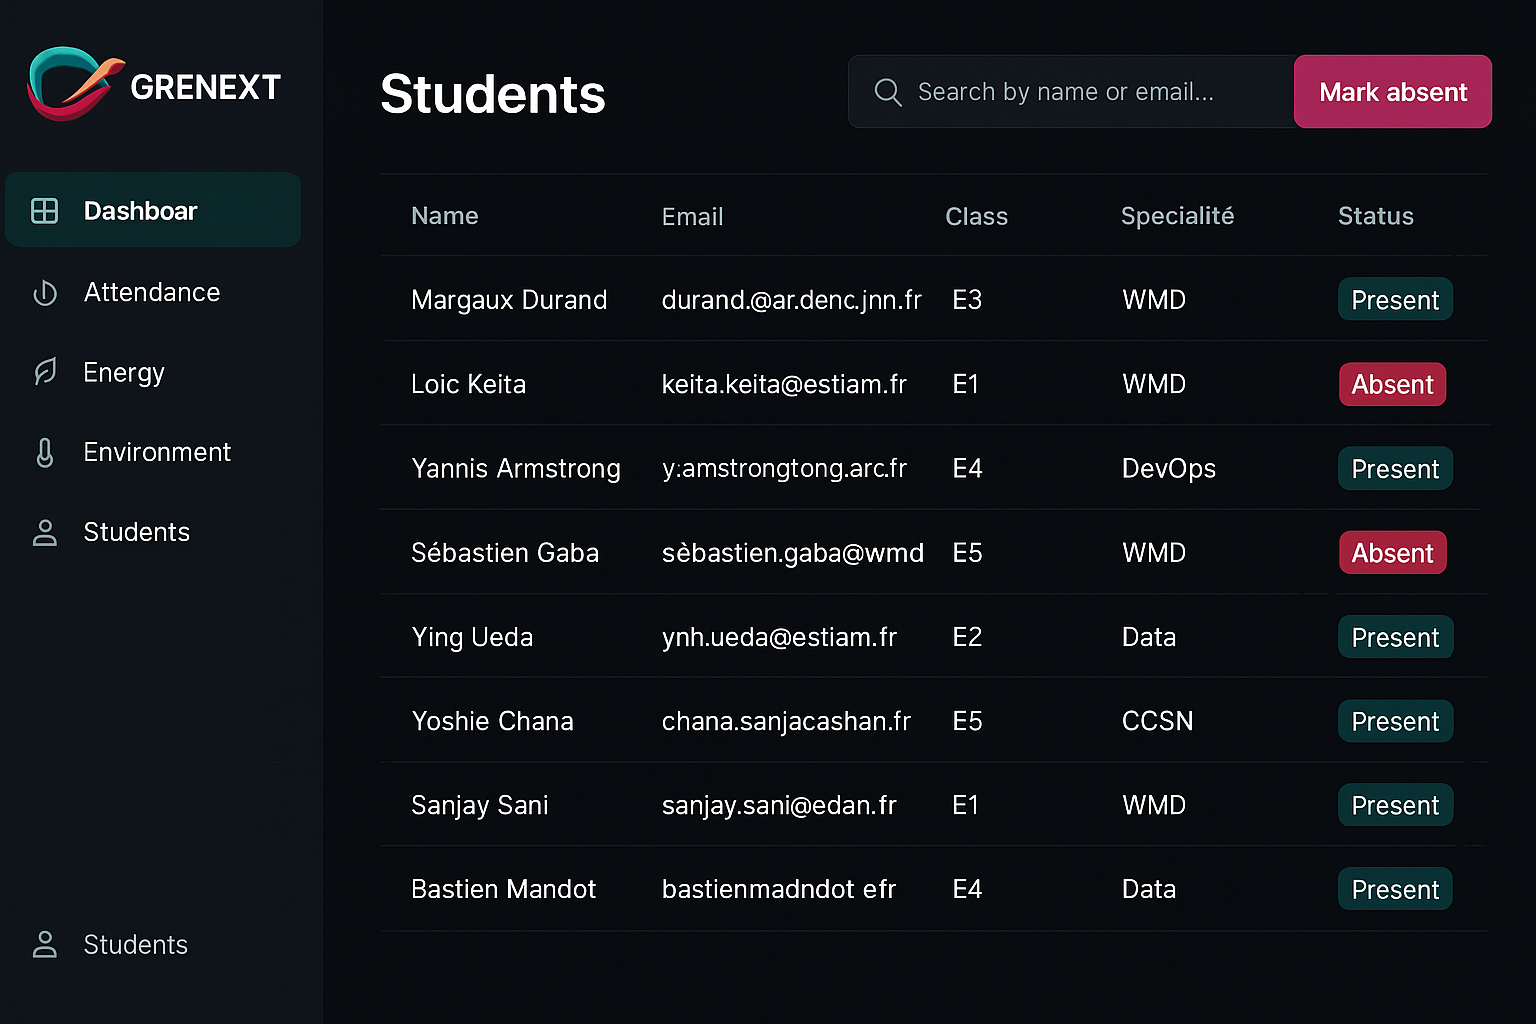 GRENEXT
Dashboar
Attendance
Energy
Environment
Students
Students
Students
Search by name or email...
Mark absent
Name Email Class Specialité Status
Margaux Durand durand.@ar.denc.jnn.fr E3 WMD Present
Loic Keita keita.keita@estiam.fr E1 WMD Absent
Yannis Armstrong y:amstrongtong.arc.fr E4 DevOps Present
Sébastien Gaba sèbastien.gaba@wmd E5 WMD Absent
Ying Ueda ynh.ueda@estiam.fr E2 Data Present
Yoshie Chana chana.sanjacashan.fr E5 CCSN Present
Sanjay Sani sanjay.sani@edan.fr E1 WMD Present
Bastien Mandot bastienmadndot efr E4 Data Present